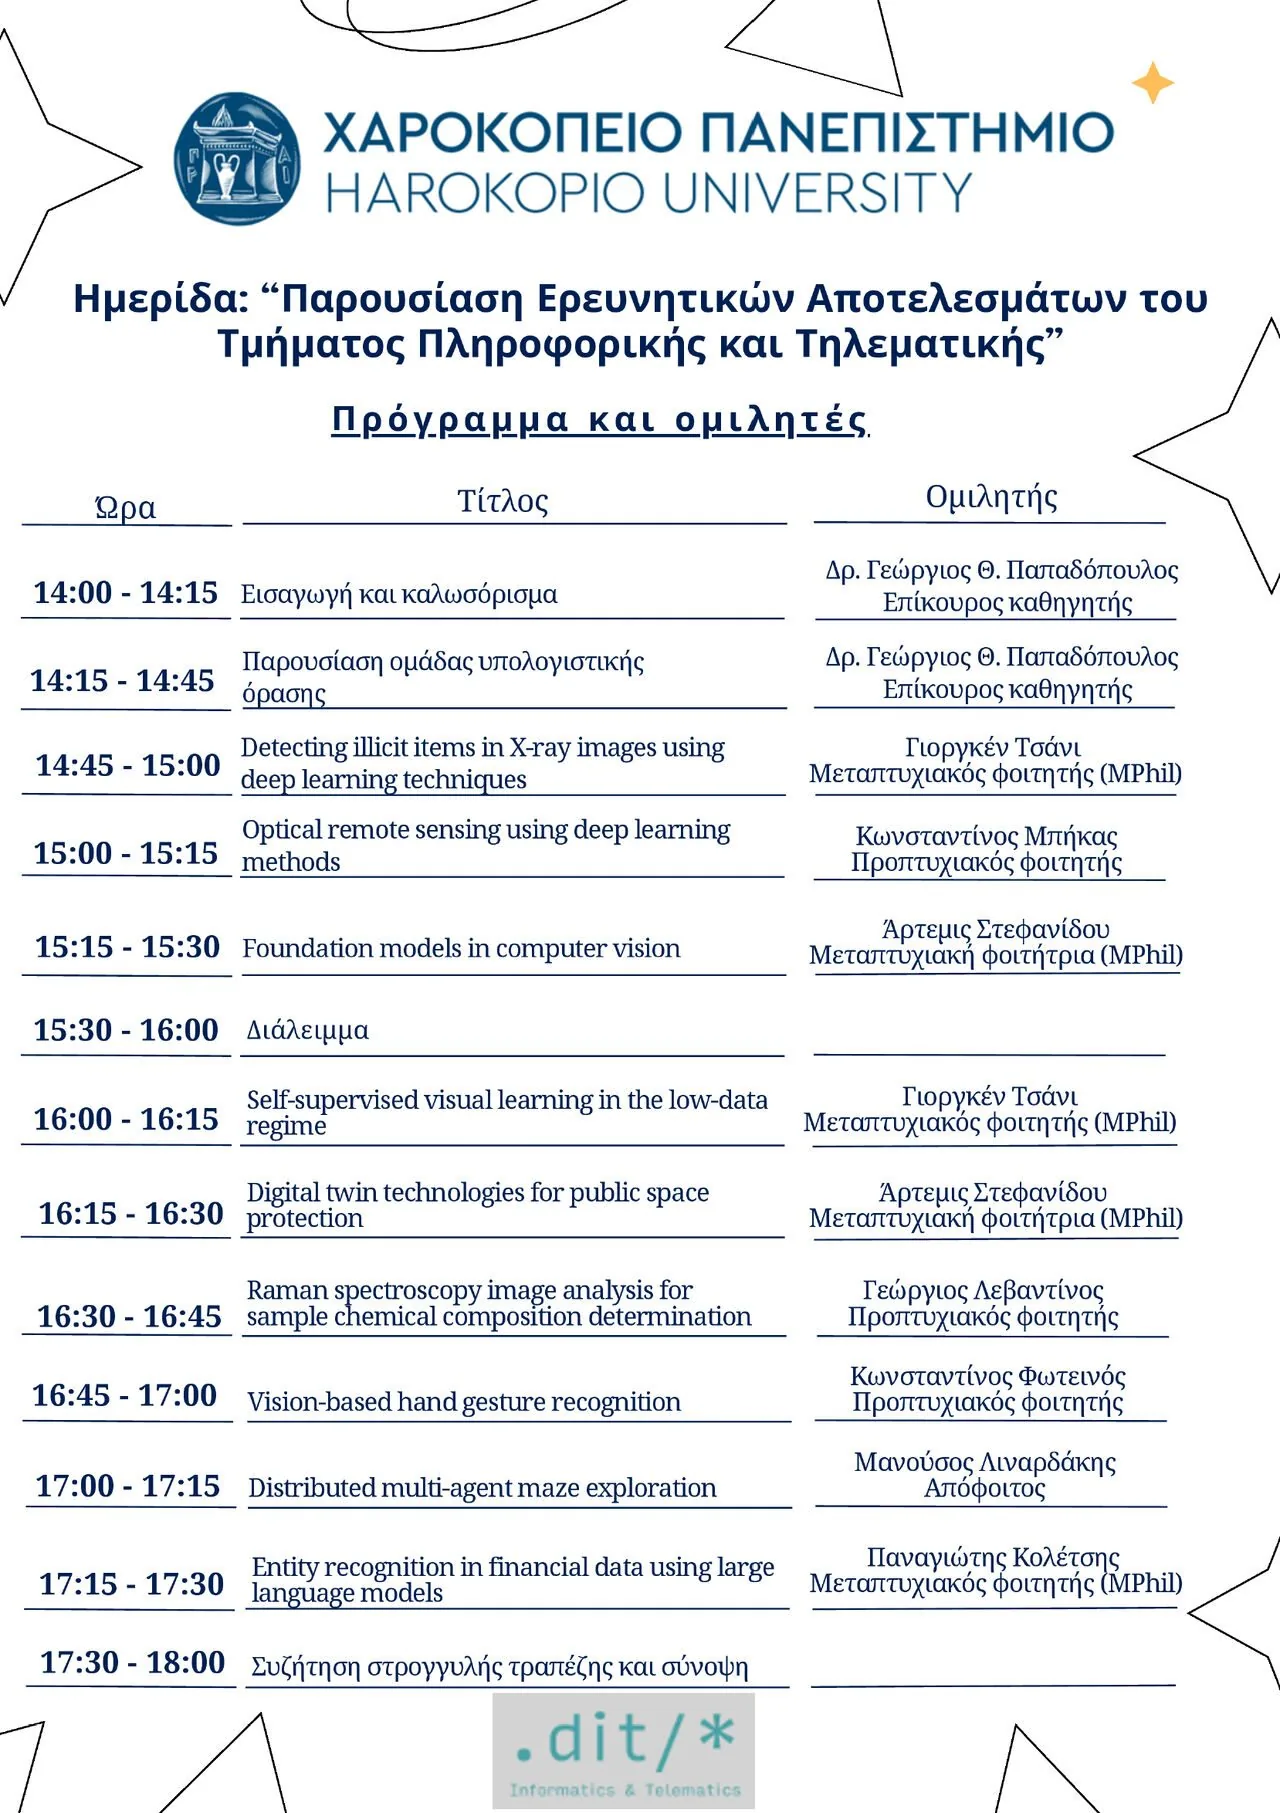 ΧΑΡΟΚΟΠΕΙΟ ΠΑΝΕΠΙΣΤΗΜΙΟ
HAROKOPIO UNIVERSITY
Ημερίδα: “Παρουσίαση Ερευνητικών Αποτελεσμάτων του
Τμήματος Πληροφορικής και Τηλεματικής”
Πρόγραμμα και ομιλητές
Ώρα
Τίτλος
Ομιλητής
14:00 - 14:15
Εισαγωγή και καλωσόρισμα
Δρ. Γεώργιος Θ. Παπαδόπουλος
Επίκουρος καθηγητής
14:15 - 14:45
Παρουσίαση ομάδας υπολογιστικής
όρασης
Δρ. Γεώργιος Θ. Παπαδόπουλος
Επίκουρος καθηγητής
14:45 - 15:00
Detecting illicit items in X-ray images using
deep learning techniques
Γιοργκέν Τσάνι
Μεταπτυχιακός φοιτητής (MPhil)
15:00 - 15:15
Optical remote sensing using deep learning
methods
Κωνσταντίνος Μπήκας
Προπτυχιακός φοιτητής
15:15 - 15:30
Foundation models in computer vision
Άρτεμις Στεφανίδου
Μεταπτυχιακή φοιτήτρια (MPhil)
15:30 - 16:00
Διάλειμμα
16:00 - 16:15
Self-supervised visual learning in the low-data
regime
Γιοργκέν Τσάνι
Μεταπτυχιακός φοιτητής (MPhil)
16:15 - 16:30
Digital twin technologies for public space
protection
Άρτεμις Στεφανίδου
Μεταπτυχιακή φοιτήτρια (MPhil)
16:30 - 16:45
Raman spectroscopy image analysis for
sample chemical composition determination
Γεώργιος Λεβαντίνος
Προπτυχιακός φοιτητής
16:45 - 17:00
Vision-based hand gesture recognition
Κωνσταντίνος Φωτεινός
Προπτυχιακός φοιτητής
17:00 - 17:15
Distributed multi-agent maze exploration
Μανούσος Λιναρδάκης
Απόφοιτος
17:15 - 17:30
Entity recognition in financial data using large
language models
Παναγιώτης Κολέτσης
Μεταπτυχιακός φοιτητής (MPhil)
17:30 - 18:00
Συζήτηση στρογγυλής τραπέζης και σύνοψη
.dit/*
Informatics & Telematics